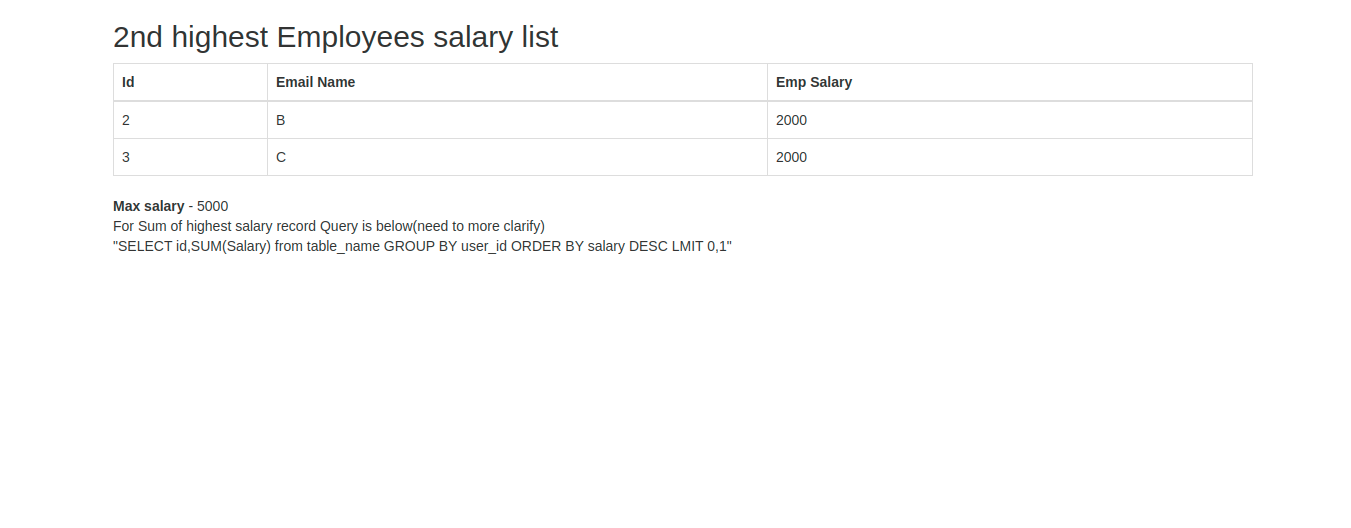 2nd highest Employees salary list
Id Email Name Emp Salary
2 B 2000
3 C 2000
Max salary - 5000
For Sum of highest salary record Query is below(need to more clarify)
"SELECT id,SUM(Salary) from table_name GROUP BY user_id ORDER BY salary DESC LMIT 0,1"